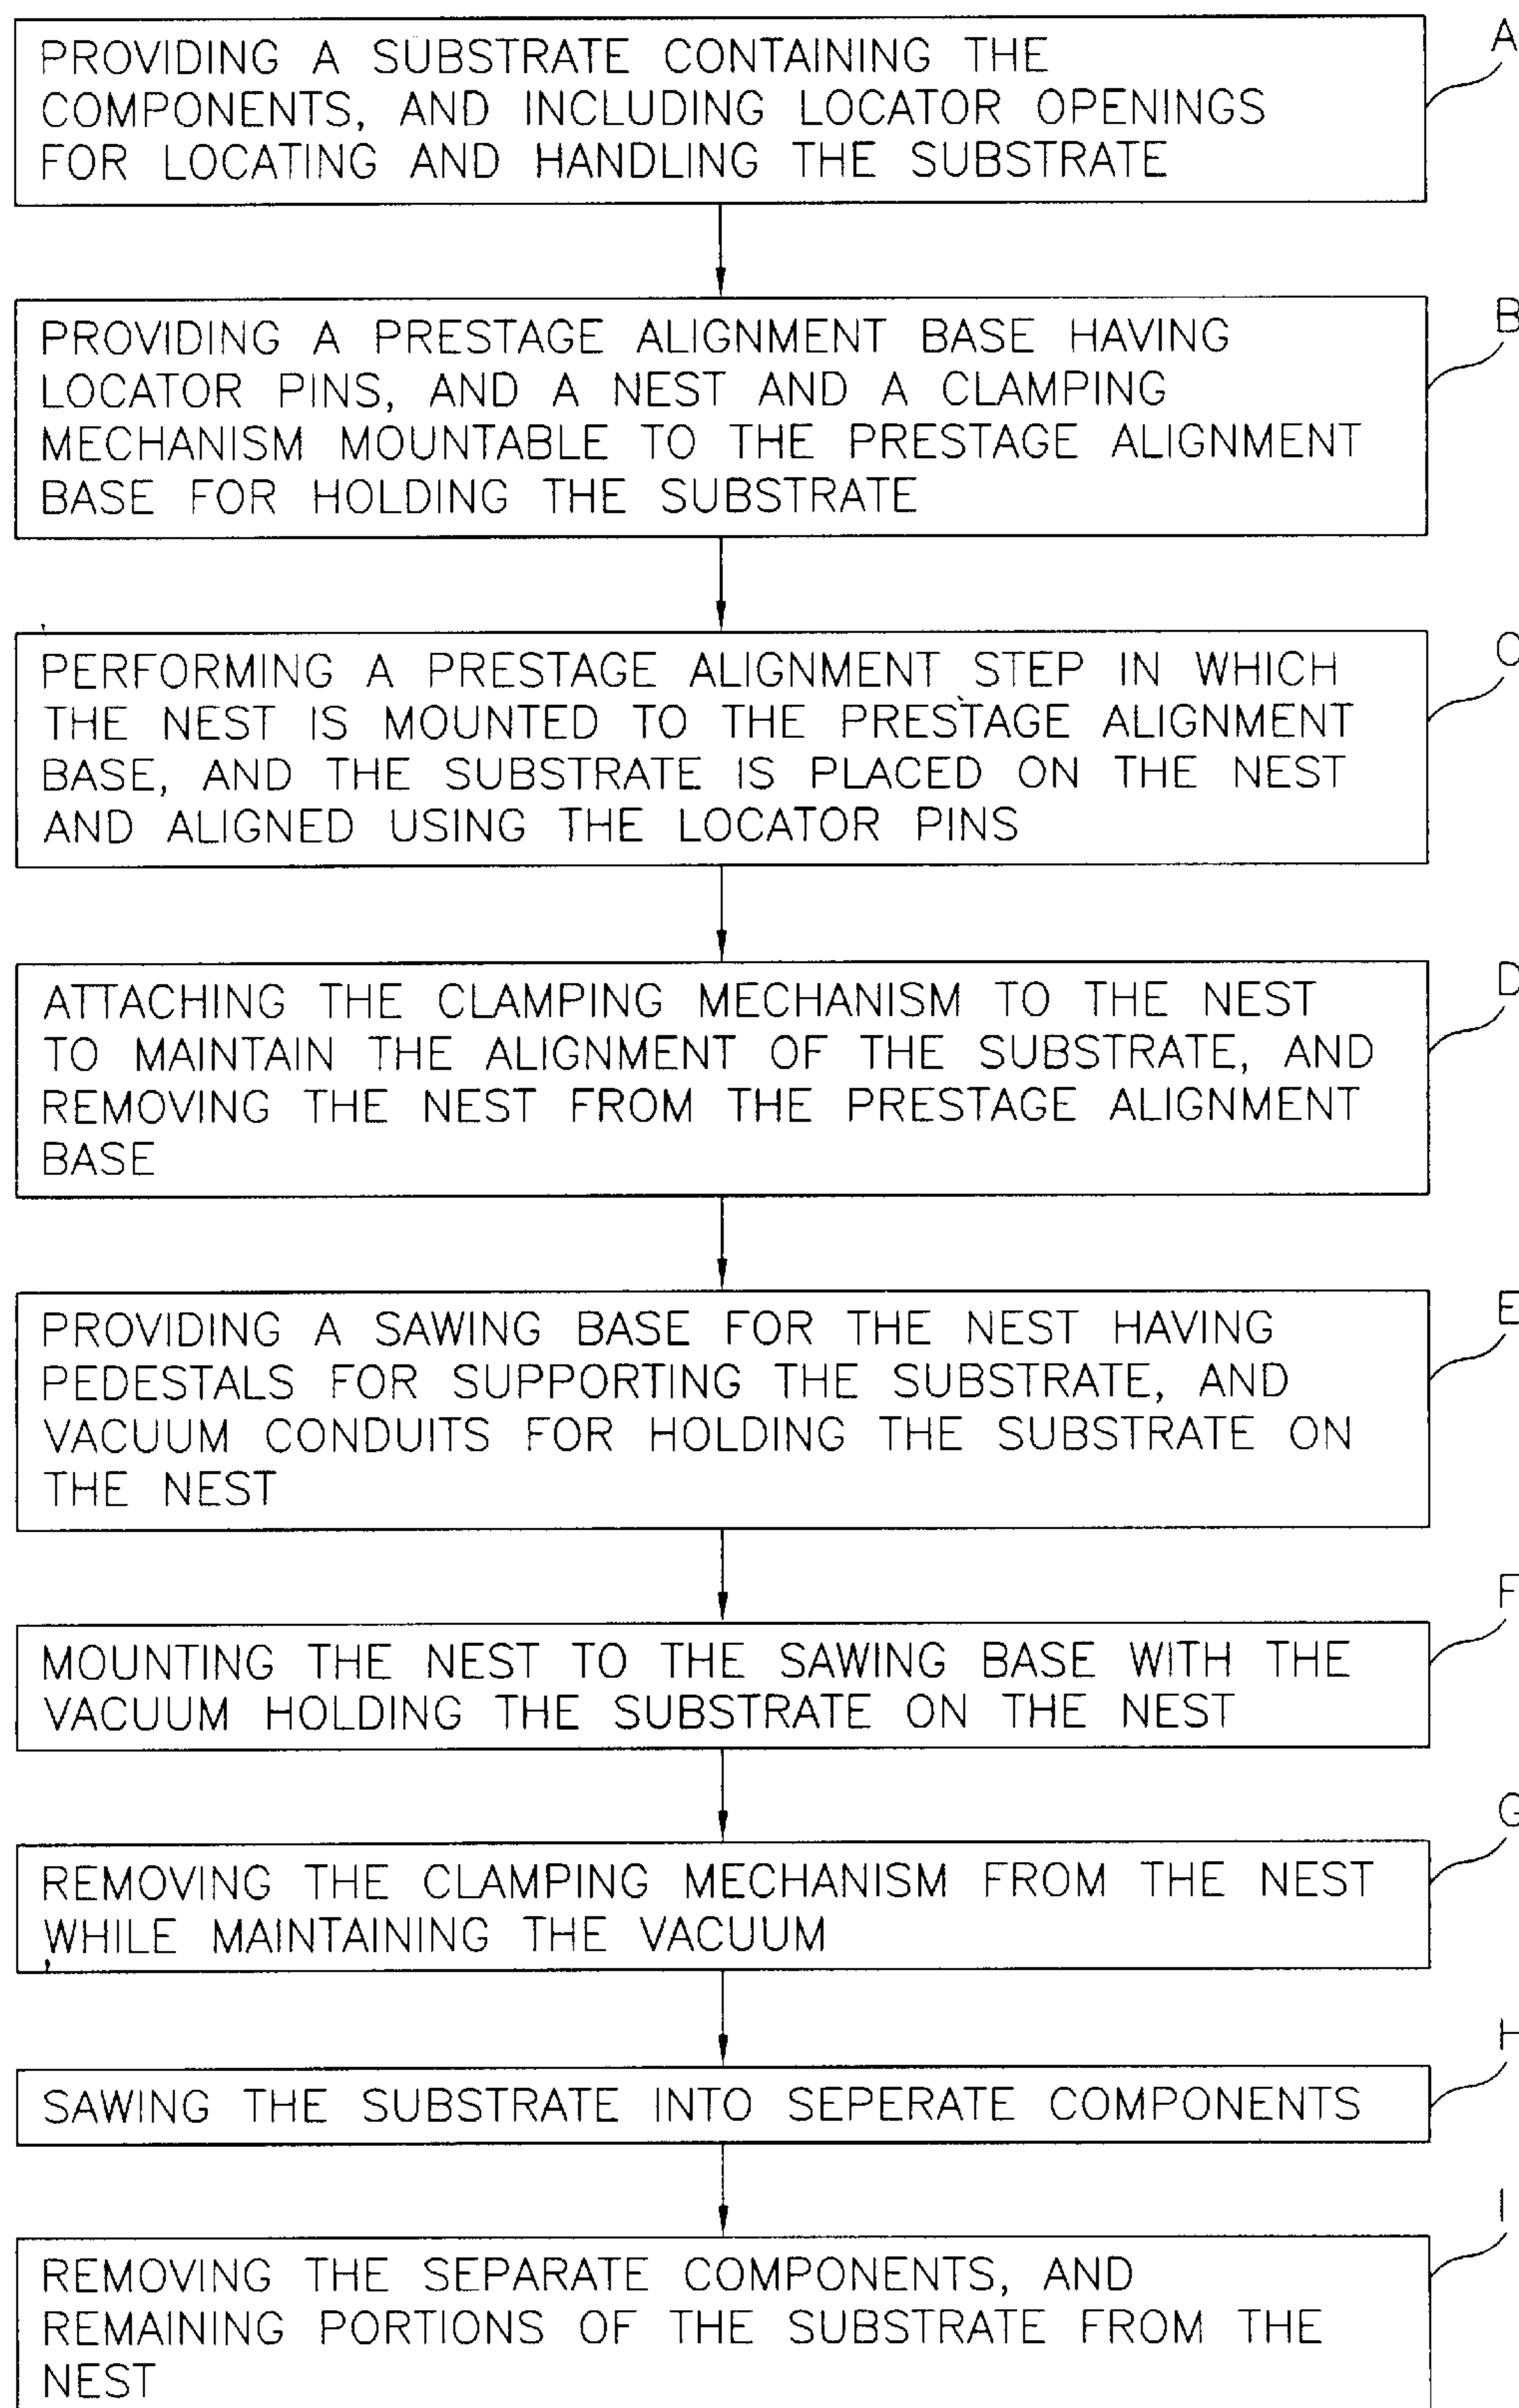 PROVIDING A SUBSTRATE CONTAINING THE
COMPONENTS, AND INCLUDING LOCATOR OPENINGS
FOR LOCATING AND HANDLING THE SUBSTRATE
A
PROVIDING A PRESTAGE ALIGNMENT BASE HAVING
LOCATOR PINS, AND A NEST AND A CLAMPING
MECHANISM MOUNTABLE TO THE PRESTAGE ALIGNMENT
BASE FOR HOLDING THE SUBSTRATE
B
PERFORMING A PRESTAGE ALIGNMENT STEP IN WHICH
THE NEST IS MOUNTED TO THE PRESTAGE ALIGNMENT
BASE, AND THE SUBSTRATE IS PLACED ON THE NEST
AND ALIGNED USING THE LOCATOR PINS
C
ATTACHING THE CLAMPING MECHANISM TO THE NEST
TO MAINTAIN THE ALIGNMENT OF THE SUBSTRATE, AND
REMOVING THE NEST FROM THE PRESTAGE ALIGNMENT
BASE
D
PROVIDING A SAWING BASE FOR THE NEST HAVING
PEDESTALS FOR SUPPORTING THE SUBSTRATE, AND
VACUUM CONDUITS FOR HOLDING THE SUBSTRATE ON
THE NEST
E
MOUNTING THE NEST TO THE SAWING BASE WITH THE
VACUUM HOLDING THE SUBSTRATE ON THE NEST
F
REMOVING THE CLAMPING MECHANISM FROM THE NEST
WHILE MAINTAINING THE VACUUM
G
SAWING THE SUBSTRATE INTO SEPERATE COMPONENTS
H
REMOVING THE SEPARATE COMPONENTS, AND
REMAINING PORTIONS OF THE SUBSTRATE FROM THE
NEST
I